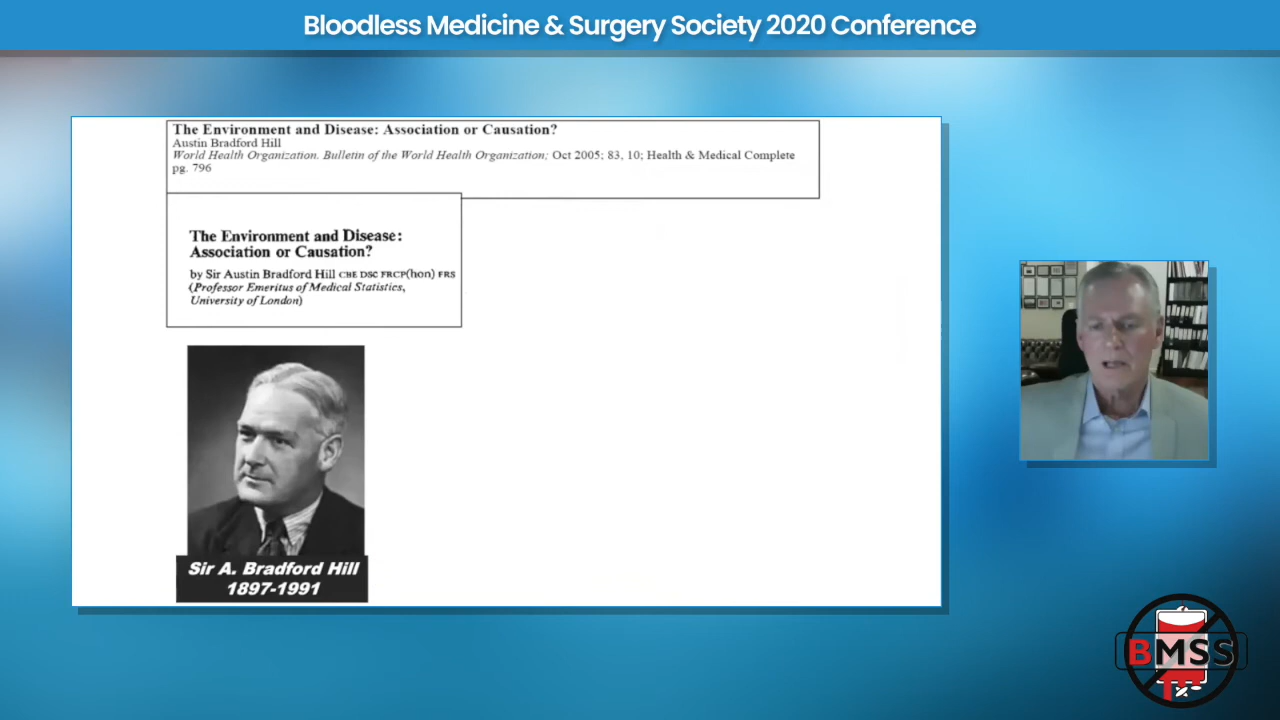 Bloodless Medicine & Surgery Society 2020 Conference
The Environment and Disease: Association or Causation?
Austin Bradford Hill
World Health Organization. Bulletin of the World Health Organization; Oct 2005; 83, 10; Health & Medical Complete
pg. 796
The Environment and Disease:
Association or Causation?
by Sir Austin Bradford Hill CBE DSC FRCP(hon) FRS
(Professor Emeritus of Medical Statistics,
University of London)
Sir A. Bradford Hill
1897-1991
BMSS